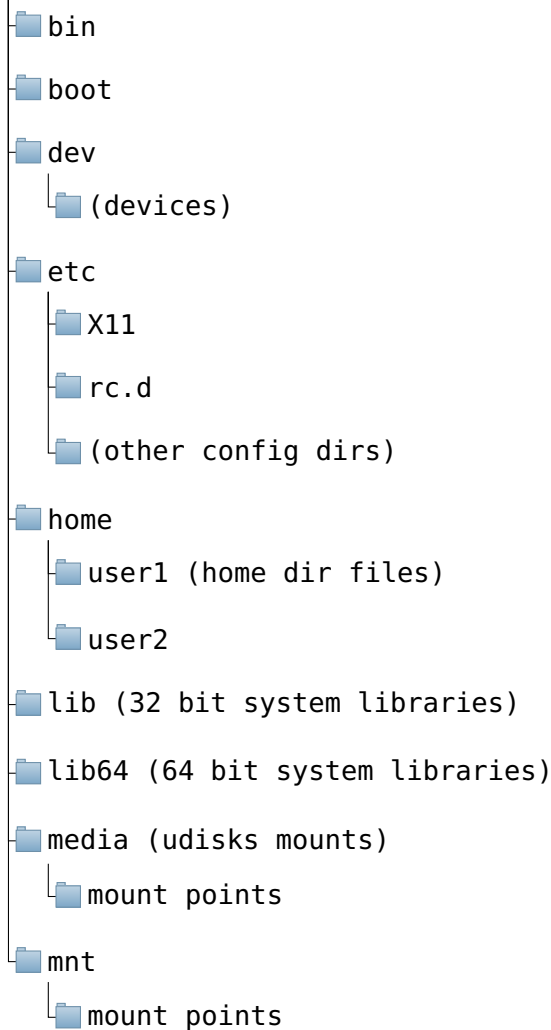 bin
boot
dev
(devices)
etc
X11
rc.d
(other config dirs)
home
user1 (home dir files)
user2
lib (32 bit system libraries)
lib64 (64 bit system libraries)
media (udisks mounts)
mount points
mnt
mount points